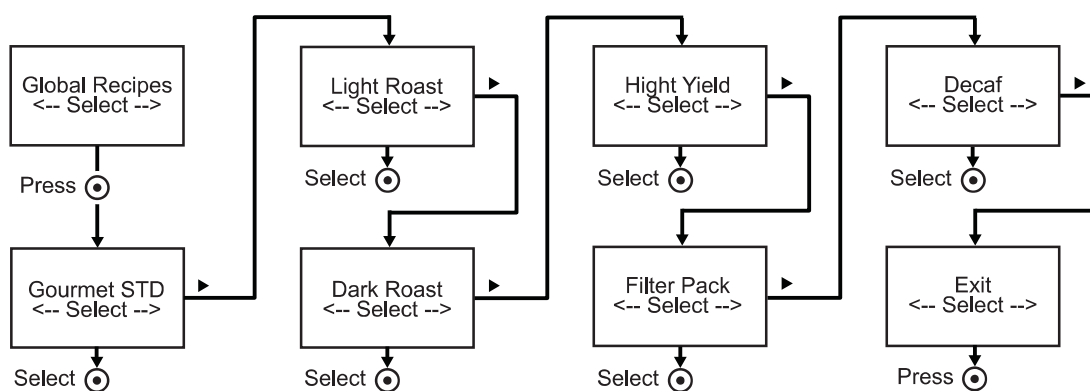 Global Recipes
<-- Select -->
Press
Gourmet STD
<-- Select -->
Select
Light Roast
<-- Select -->
Select
Dark Roast
<-- Select -->
Select
Hight Yield
<-- Select -->
Select
Filter Pack
<-- Select -->
Select
Decaf
<-- Select -->
Select
Exit
<-- Select -->
Press